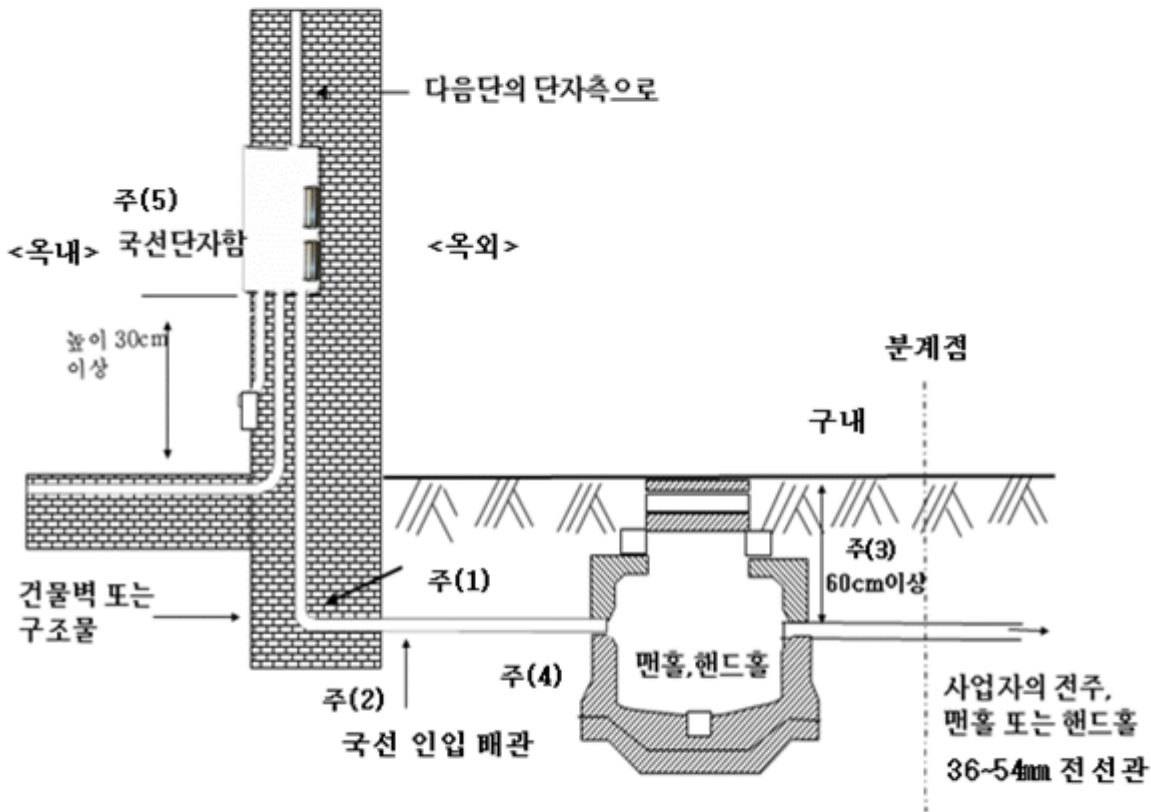 다음단의 단자측으로
주(5)
국선단자함
<옥내>
<옥외>
높이 30cm
이상
분계점
구내
주(3)
60cm이상
주(1)
건물벽 또는
구조물
맨홀,핸드홀
주(4)
주(2)
국선 인입 배관
사업자의 전주,
맨홀 또는 핸드홀
36~54mm 전선관